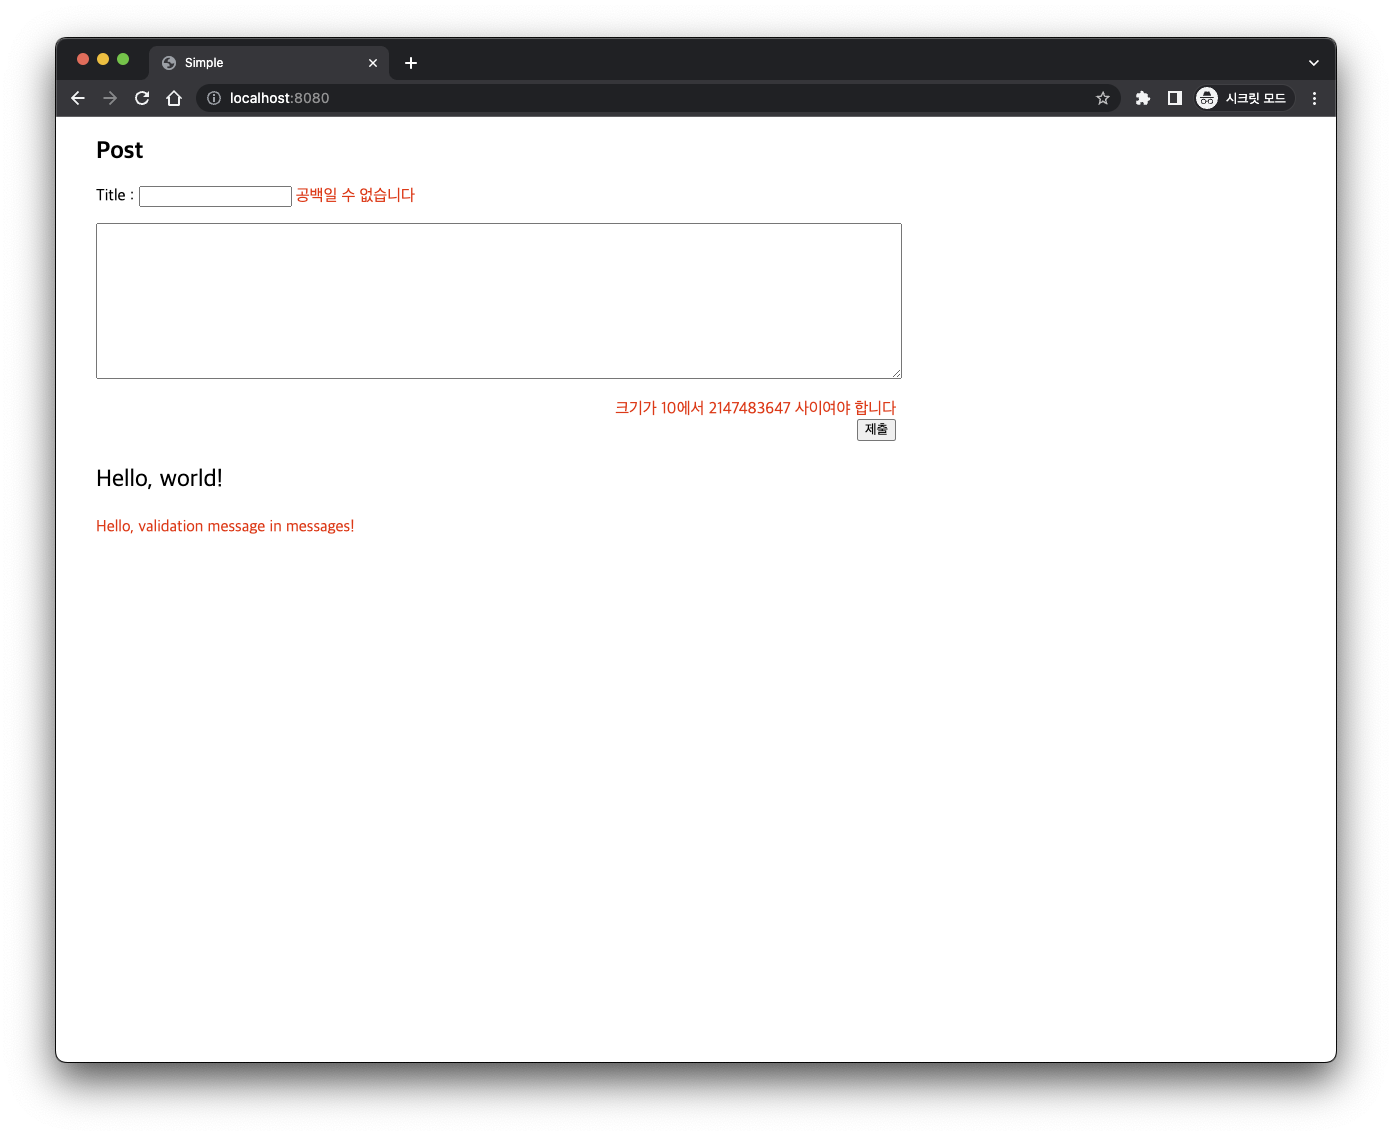 Simple
localhost:8080
시크릿 모드
Post
Title : 공백일 수 없습니다
크기가 10에서 2147483647 사이여야 합니다
제출
Hello, world!
Hello, validation message in messages!